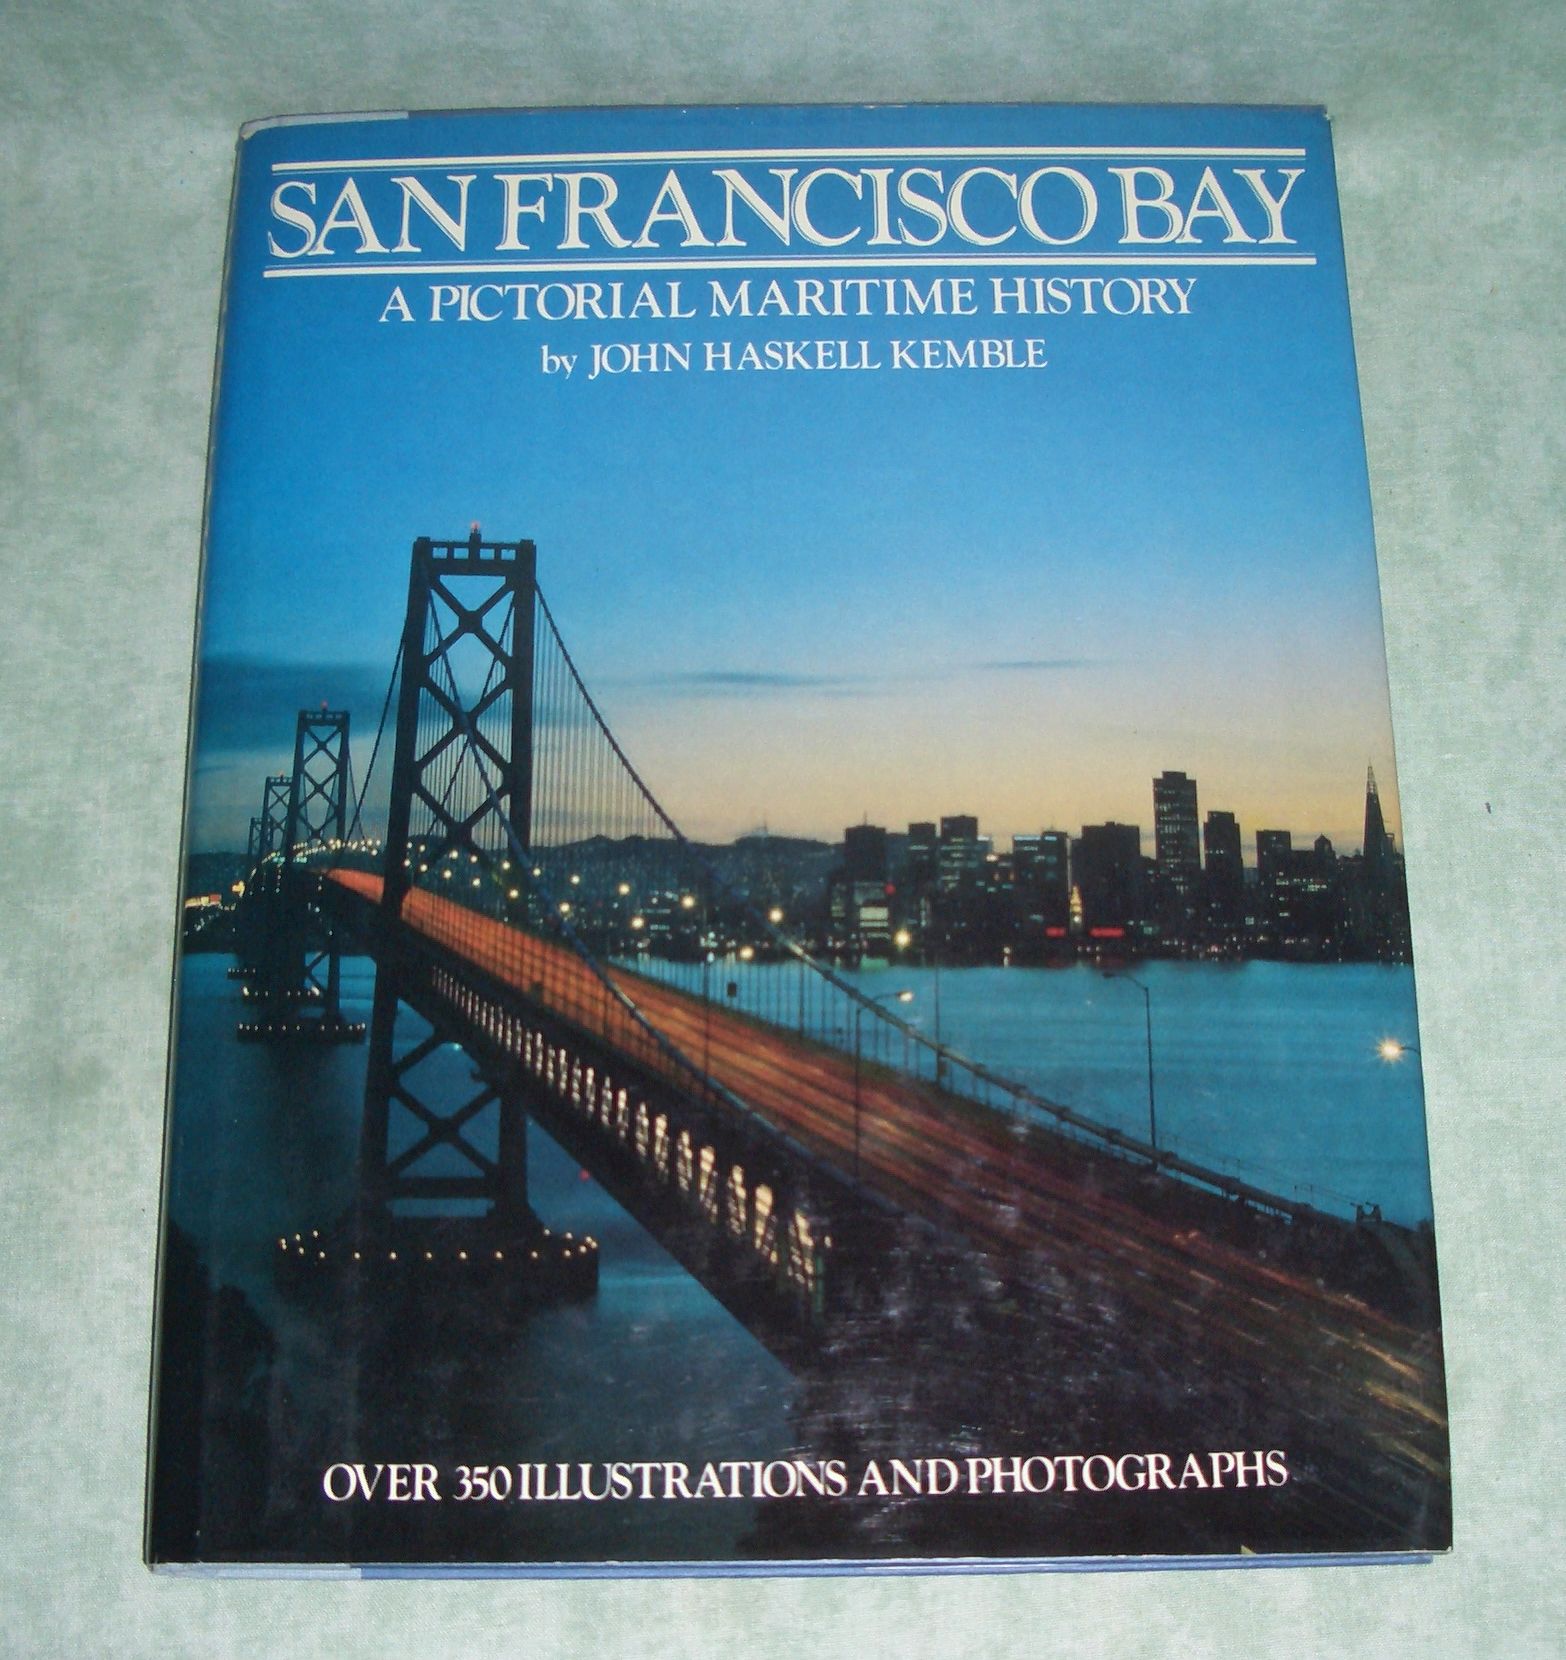 SAN FRANCISCO BAY
A PICTORIAL MARITIME HISTORY
by JOHN HASKELL KEMBLE
OVER 350 ILLUSTRATIONS AND PHOTOGRAPHS